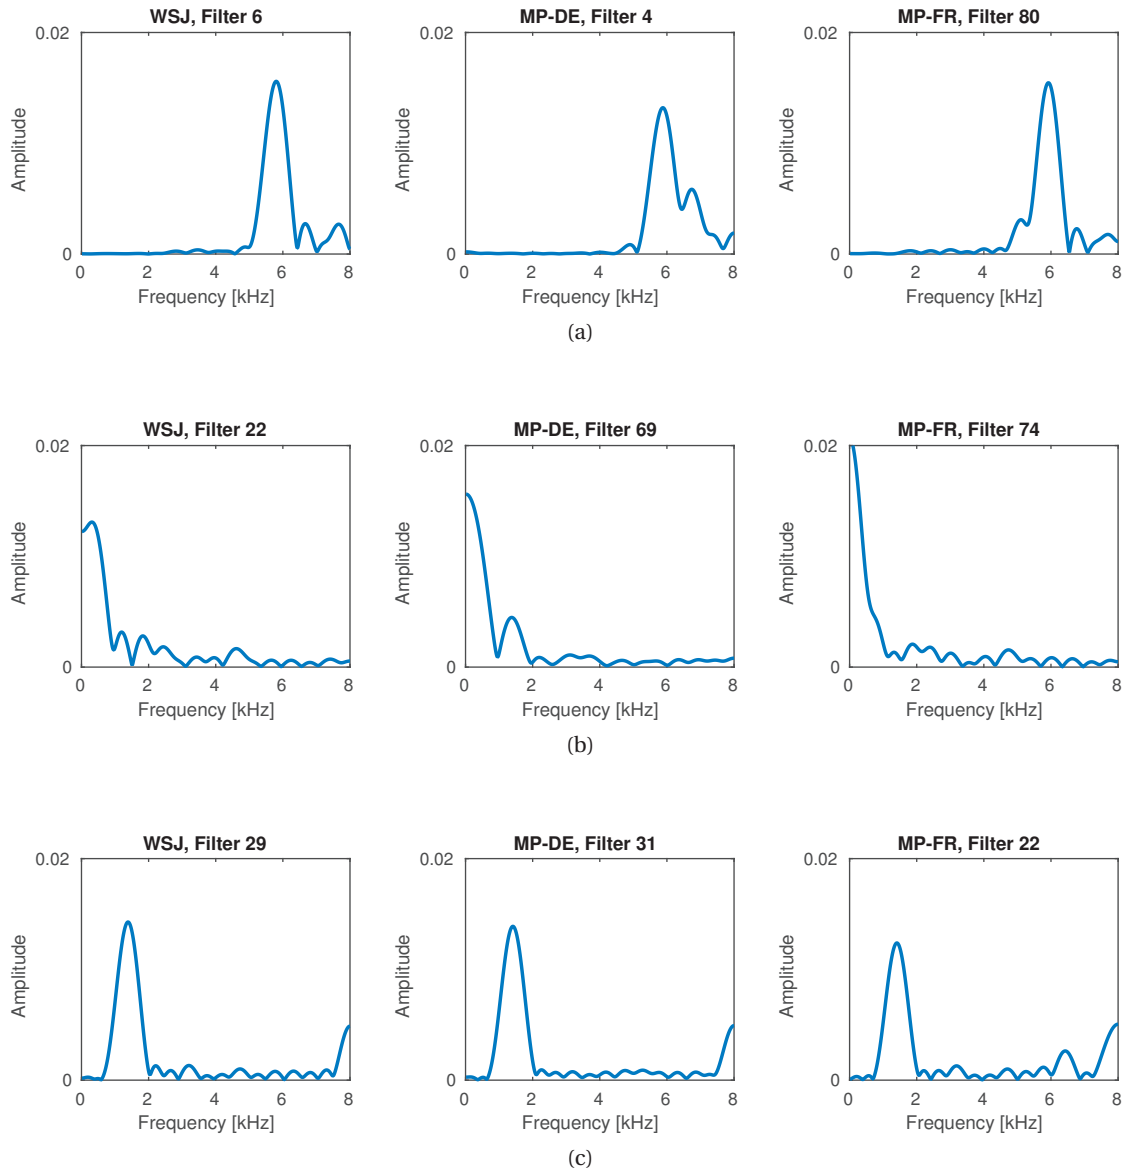 WSJ, Filter 6 MP-DE, Filter 4 MP-FR, Filter 80
0.02 0.02 0.02
Amplitude Amplitude Amplitude
0 0 0
0 2 4 6 8 0 2 4 6 8 0 2 4 6 8
Frequency [kHz] Frequency [kHz] Frequency [kHz]
(a)
WSJ, Filter 22 MP-DE, Filter 69 MP-FR, Filter 74
0.02 0.02 0.02
Amplitude Amplitude Amplitude
0 0 0
0 2 4 6 8 0 2 4 6 8 0 2 4 6 8
Frequency [kHz] Frequency [kHz] Frequency [kHz]
(b)
WSJ, Filter 29 MP-DE, Filter 31 MP-FR, Filter 22
0.02 0.02 0.02
Amplitude Amplitude Amplitude
0 0 0
0 2 4 6 8 0 2 4 6 8 0 2 4 6 8
Frequency [kHz] Frequency [kHz] Frequency [kHz]
(c)